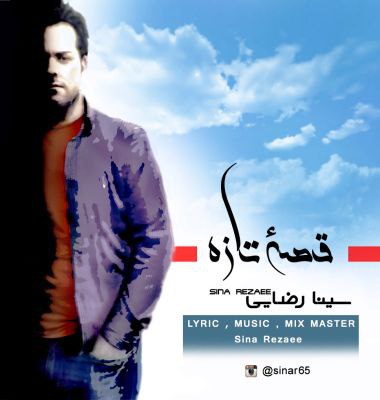 قصهٔ تازه
SINA REZAEE
سینا رضایی
LYRIC , MUSIC , MIX MASTER
Sina Rezaee
@sinar65